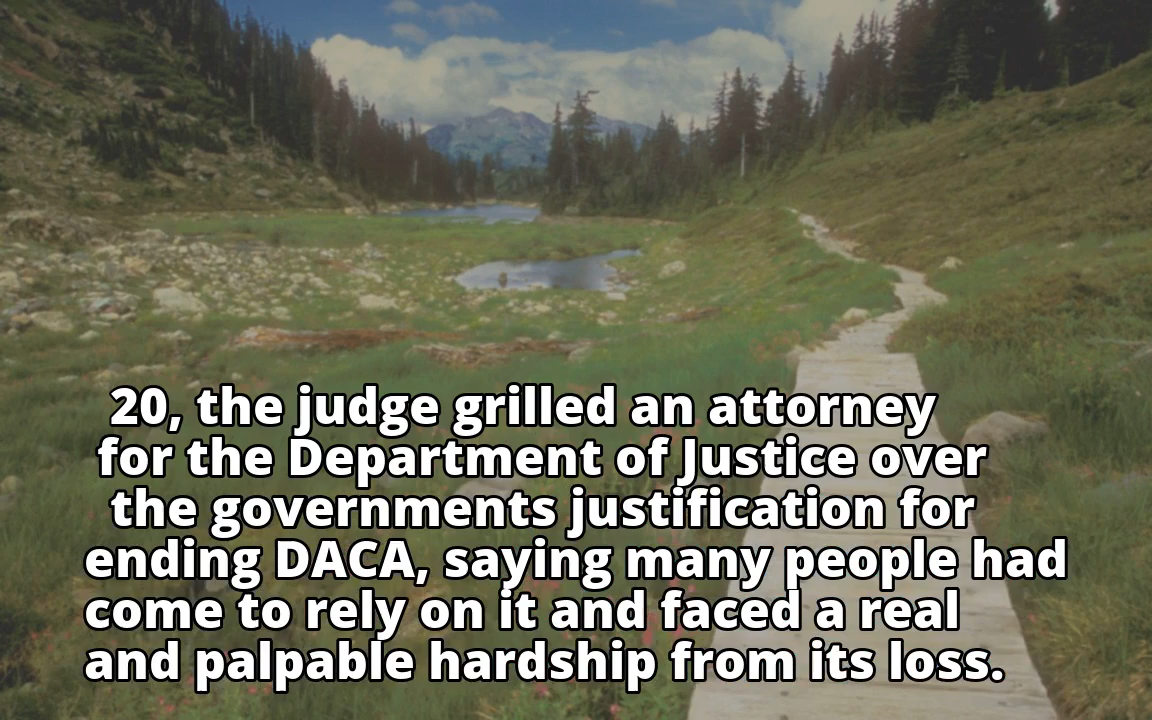 20, the judge grilled an attorney
for the Department of Justice over
the governments justification for
ending DACA, saying many people had
come to rely on it and faced a real
and palpable hardship from its loss.